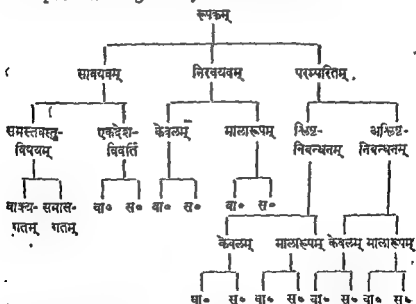 रूपकम्
सावयवम् निरवयवम् परम्परितम्
समस्तवस्तु- एकदेश- केवलम् मालारूपम् श्लिष्ट- अश्लिष्ट-
विषयम् विवर्ति निबन्धनम् निबन्धनम्
वाक्य- समास- वा० स० वा० स० वा० स०
गतम् गतम्
केवलम् मालारूपम् केवलम् मालारूपम्
वा० स० वा० स० वा० स० वा० स०